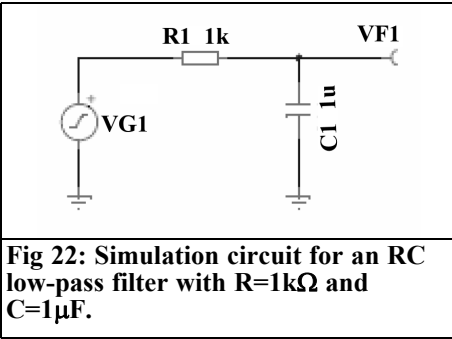 R1 1k
VF1
VG1
C1 1u
Fig 22: Simulation circuit for an RC
low-pass filter with R=1kΩ and
C=1μF.